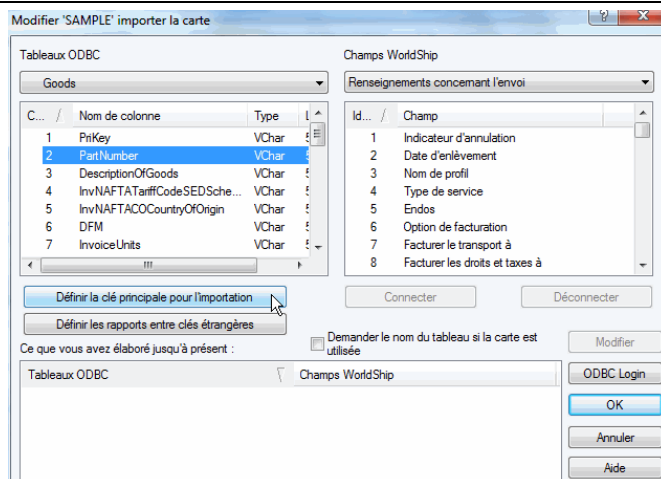 Modifier 'SAMPLE' importer la carte
Tableaux ODBC
Champs WorldShip
Goods
Renseignements concernant l'envoi
C... Nom de colonne Type
Id... Champ
1 PriKey VChar
1 Indicateur d'annulation
2 PartNumber VChar
2 Date d'enlèvement
3 DescriptionOfGoods VChar
3 Nom de profil
4 InvNAFTATariffCodeSEDSche... VChar
4 Type de service
5 InvNAFTACOCountryOfOrigin VChar
5 Endos
6 DFM VChar
6 Option de facturation
7 InvoiceUnits VChar
7 Facturer le transport à
8 Facturer les droits et taxes à
Définir la clé principale pour l'importation
Connecter
Déconnecter
Définir les rapports entre clés étrangères
Ce que vous avez élaboré jusqu'à présent :
Demander le nom du tableau si la carte est
utilisée
Modifier
Tableaux ODBC
Champs WorldShip
ODBC Login
OK
Annuler
Aide